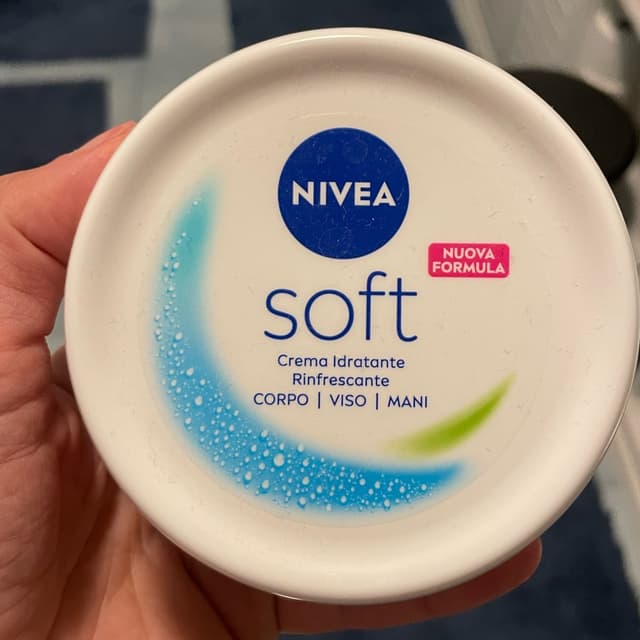 NIVEA
NUOVA
FORMULA
soft
Crema Idratante
Rinfrescante
CORPO | VISO | MANI